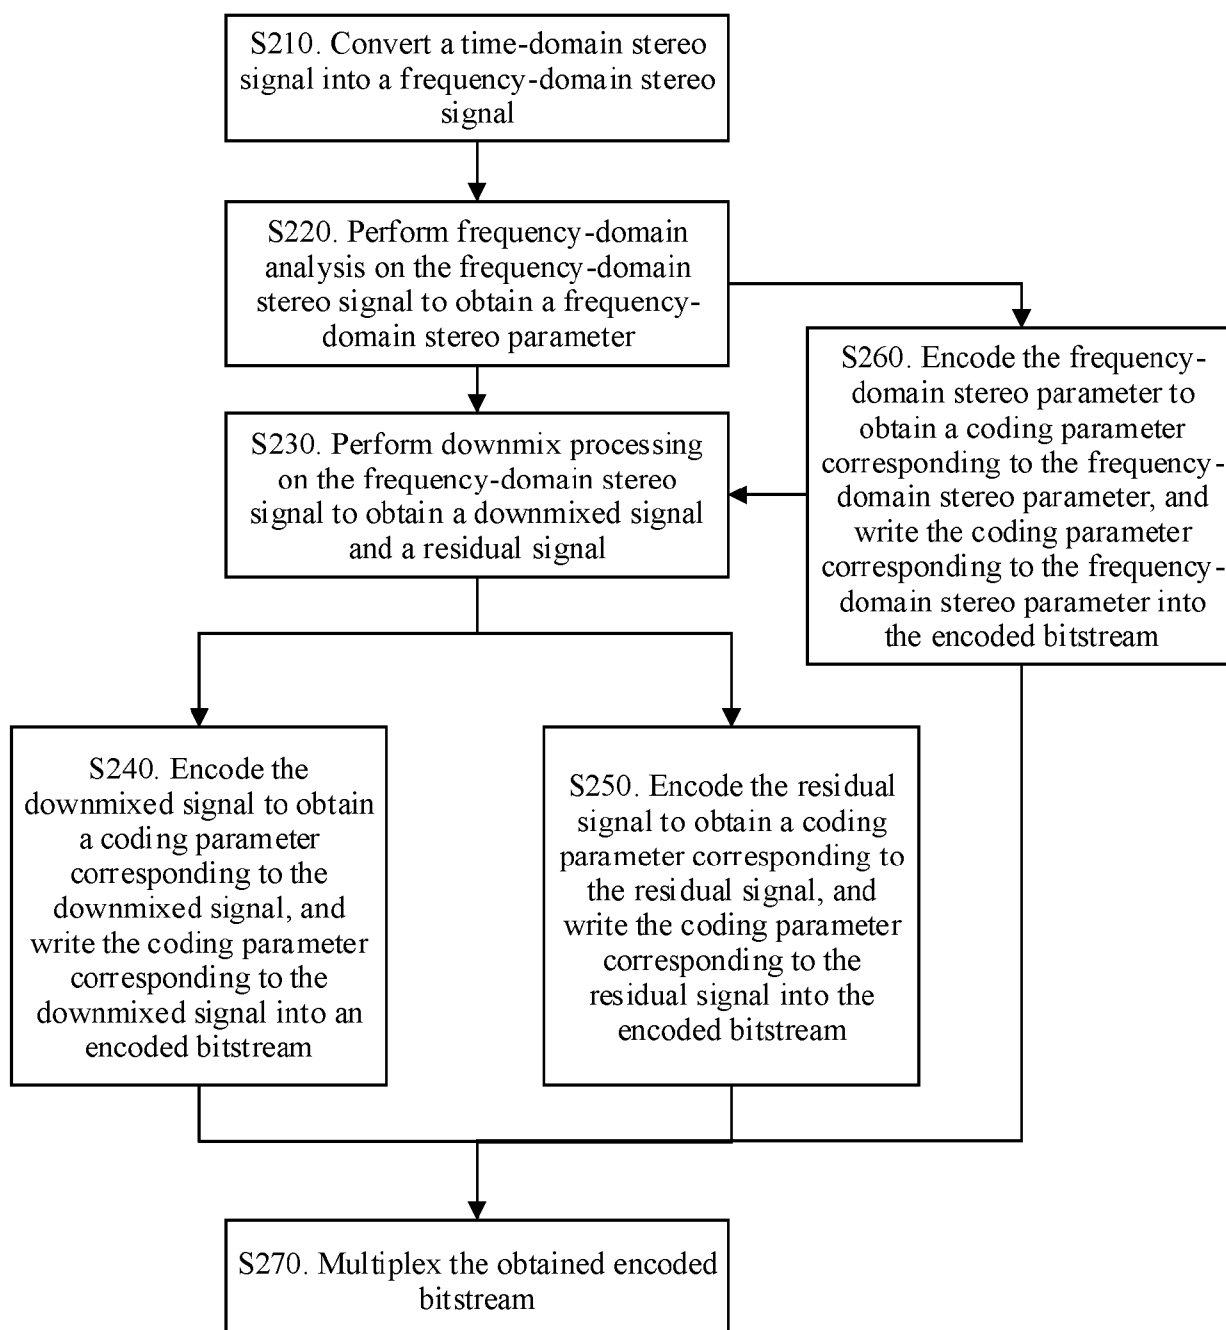 S210. Convert a time-domain stereo
signal into a frequency-domain stereo
signal
S220. Perform frequency-domain
analysis on the frequency-domain
stereo signal to obtain a frequency-
domain stereo parameter
S260. Encode the frequency-
domain stereo parameter to
obtain a coding parameter
corresponding to the frequency-
domain stereo parameter, and
write the coding parameter
corresponding to the frequency-
domain stereo parameter into
the encoded bitstream
S230. Perform downmix processing
on the frequency-domain stereo
signal to obtain a downmixed signal
and a residual signal
S240. Encode the
downmixed signal to obtain
a coding parameter
corresponding to the
downmixed signal, and
write the coding parameter
corresponding to the
downmixed signal into an
encoded bitstream
S250. Encode the residual
signal to obtain a coding
parameter corresponding to
the residual signal, and
write the coding parameter
corresponding to the
residual signal into the
encoded bitstream
S270. Multiplex the obtained encoded
bitstream